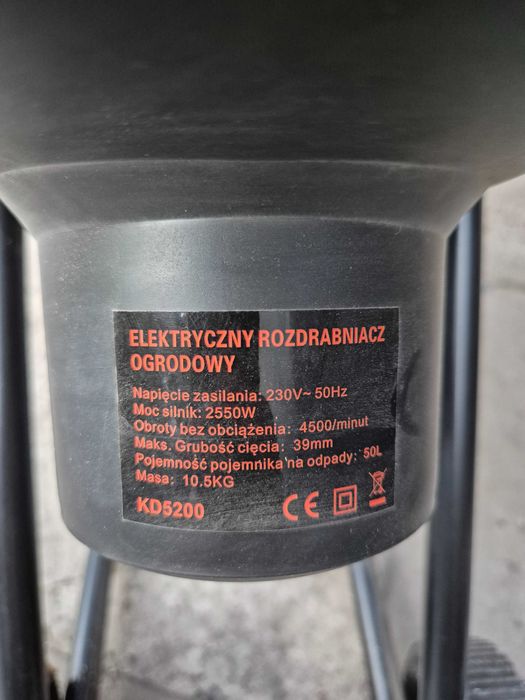 ELEKTRYCZNY ROZDRABNIACZ
OGRODOWY
Napięcie zasilania: 230V~ 50Hz
Moc silnik: 2550W
Obroty bez obciążenia: 4500/minut
Maks. Grubość cięcia: 39mm
Pojemność pojemnika na odpady: 50L
Masa: 10.5KG
KD5200 CE